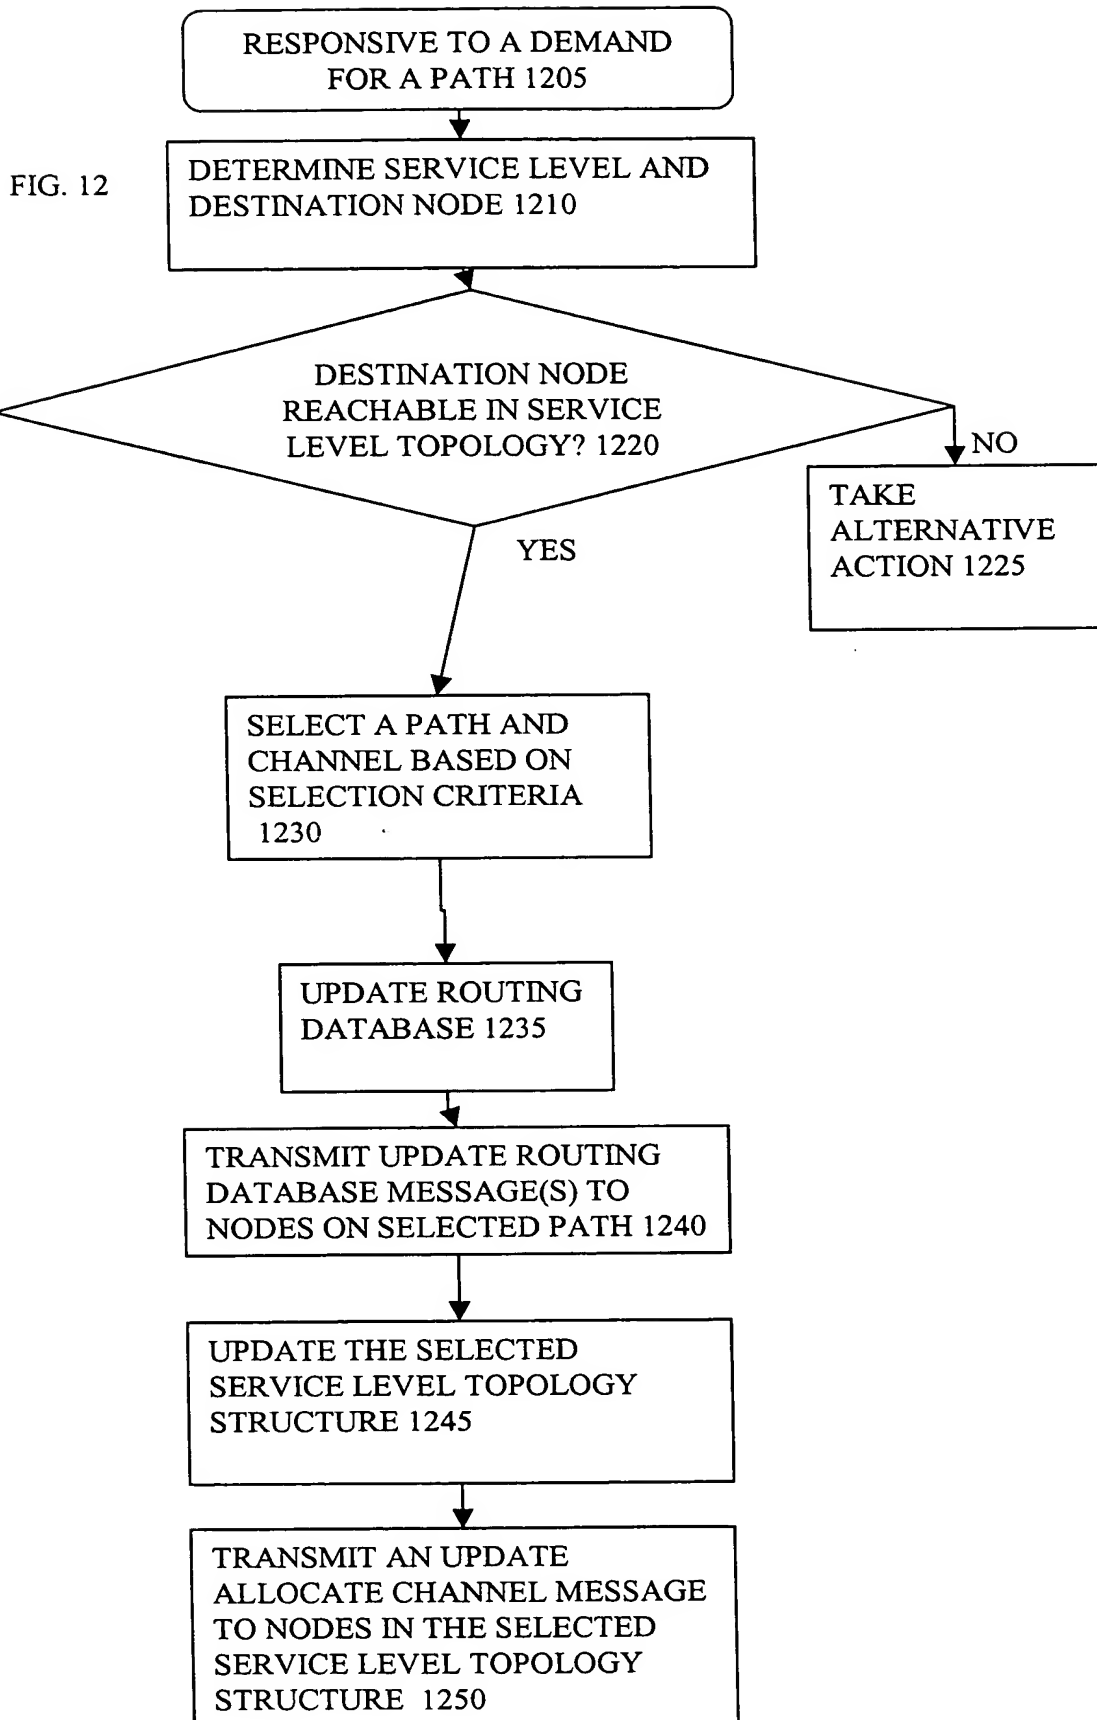 RESPONSIVE TO A DEMAND
FOR A PATH 1205
FIG. 12
DETERMINE SERVICE LEVEL AND
DESTINATION NODE 1210
DESTINATION NODE
REACHABLE IN SERVICE
LEVEL TOPOLOGY? 1220
NO
TAKE
ALTERNATIVE
ACTION 1225
YES
SELECT A PATH AND
CHANNEL BASED ON
SELECTION CRITERIA
1230
UPDATE ROUTING
DATABASE 1235
TRANSMIT UPDATE ROUTING
DATABASE MESSAGE(S) TO
NODES ON SELECTED PATH 1240
UPDATE THE SELECTED
SERVICE LEVEL TOPOLOGY
STRUCTURE 1245
TRANSMIT AN UPDATE
ALLOCATE CHANNEL MESSAGE
TO NODES IN THE SELECTED
SERVICE LEVEL TOPOLOGY
STRUCTURE 1250